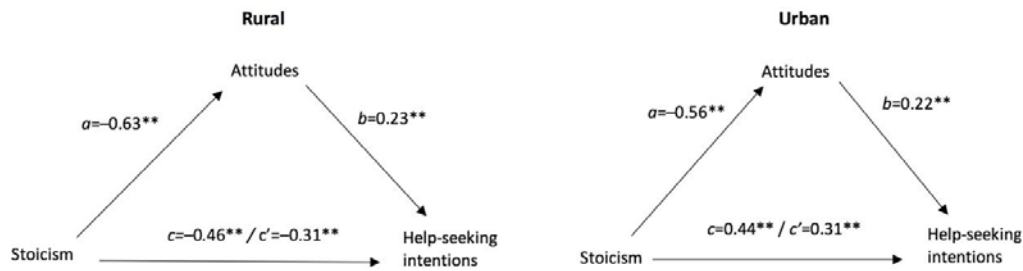 Rural
Attitudes
a=–0.63**
b=0.23**
c=–0.46** / c'=–0.31**
Stoicism
Help-seeking
intentions
Urban
Attitudes
a=–0.56**
b=0.22**
c=0.44** / c'=0.31**
Stoicism
Help-seeking
intentions